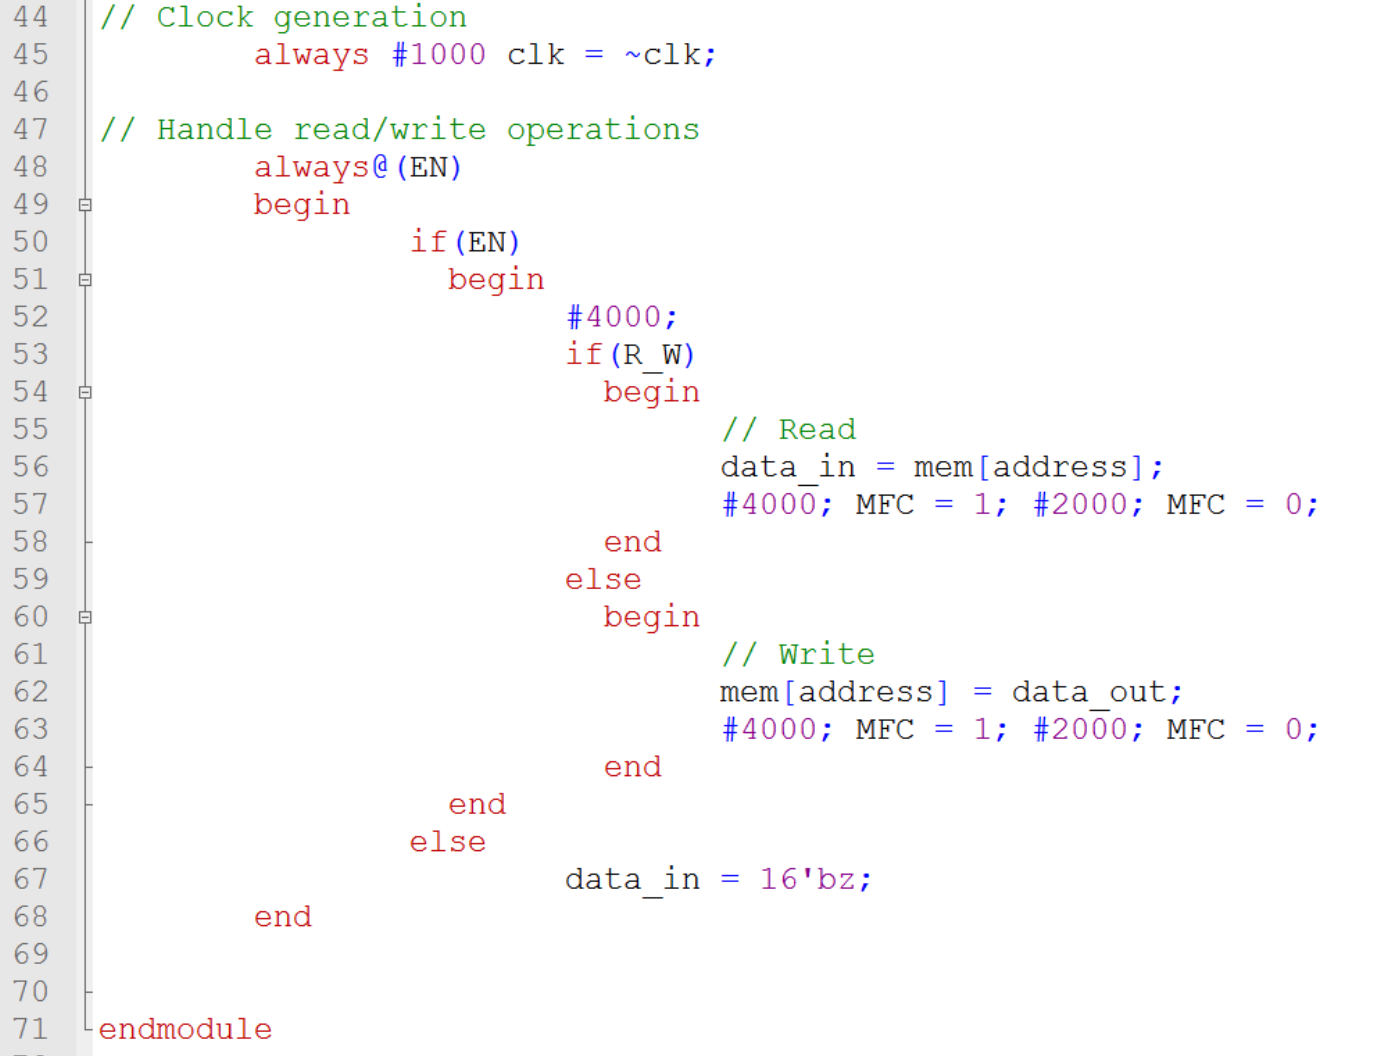 44 // Clock generation
45 always #1000 clk = ~clk;
46
47 // Handle read/write operations
48 always@(EN)
49 begin
50 if(EN)
51 begin
52 #4000;
53 if(R_W)
54 begin
55 // Read
56 data_in = mem[address];
57 #4000; MFC = 1; #2000; MFC = 0;
58 end
59 else
60 begin
61 // Write
62 mem[address] = data_out;
63 #4000; MFC = 1; #2000; MFC = 0;
64 end
65 end
66 else
67 data_in = 16'bz;
68 end
69
70
71 endmodule